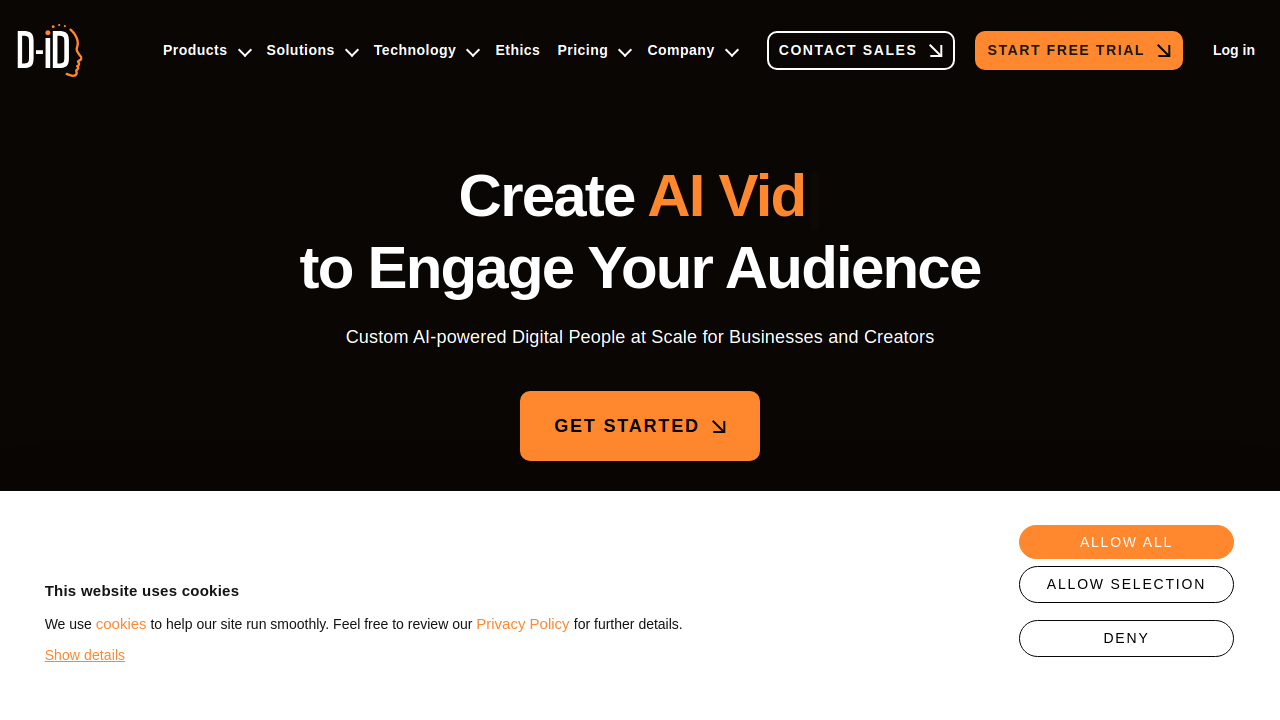 D-iD
Products Solutions Technology Ethics Pricing Company CONTACT SALES START FREE TRIAL Log in
Create AI Vid
to Engage Your Audience
Custom AI-powered Digital People at Scale for Businesses and Creators
GET STARTED
ALLOW ALL
ALLOW SELECTION
DENY
This website uses cookies
We use cookies to help our site run smoothly. Feel free to review our Privacy Policy for further details.
Show details